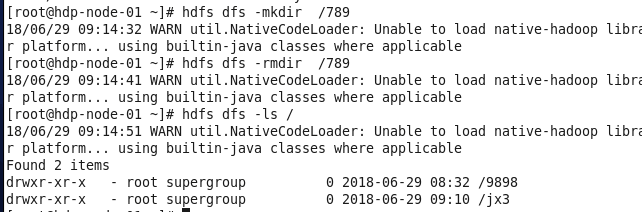 [root@hdp-node-01 ~]# hdfs dfs -mkdir  /789
18/06/29 09:14:32 WARN util.NativeCodeLoader: Unable to load native-hadoop libra
r platform... using builtin-java classes where applicable
[root@hdp-node-01 ~]# hdfs dfs -rmdir  /789
18/06/29 09:14:41 WARN util.NativeCodeLoader: Unable to load native-hadoop libra
r platform... using builtin-java classes where applicable
[root@hdp-node-01 ~]# hdfs dfs -ls /
18/06/29 09:14:51 WARN util.NativeCodeLoader: Unable to load native-hadoop libra
r platform... using builtin-java classes where applicable
Found 2 items
drwxr-xr-x   - root supergroup          0 2018-06-29 08:32 /9898
drwxr-xr-x   - root supergroup          0 2018-06-29 09:10 /jx3